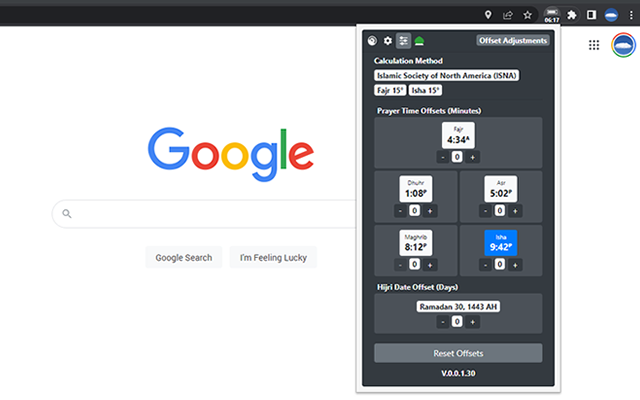 06:17
Offset Adjustments
Calculation Method
Islamic Society of North America (ISNA)
Fajr 15° Isha 15°
Prayer Time Offsets (Minutes)
Fajr
4:34ᴬ
- 0 +
Dhuhr Asr
1:08ᴾ 5:02ᴾ
- 0 + - 0 +
Maghrib Isha
8:12ᴾ 9:42ᴾ
- 0 + - 0 +
Hijri Date Offset (Days)
Ramadan 30, 1443 AH
- 0 +
Reset Offsets
V.0.0.1.30
Google
Google Search I'm Feeling Lucky